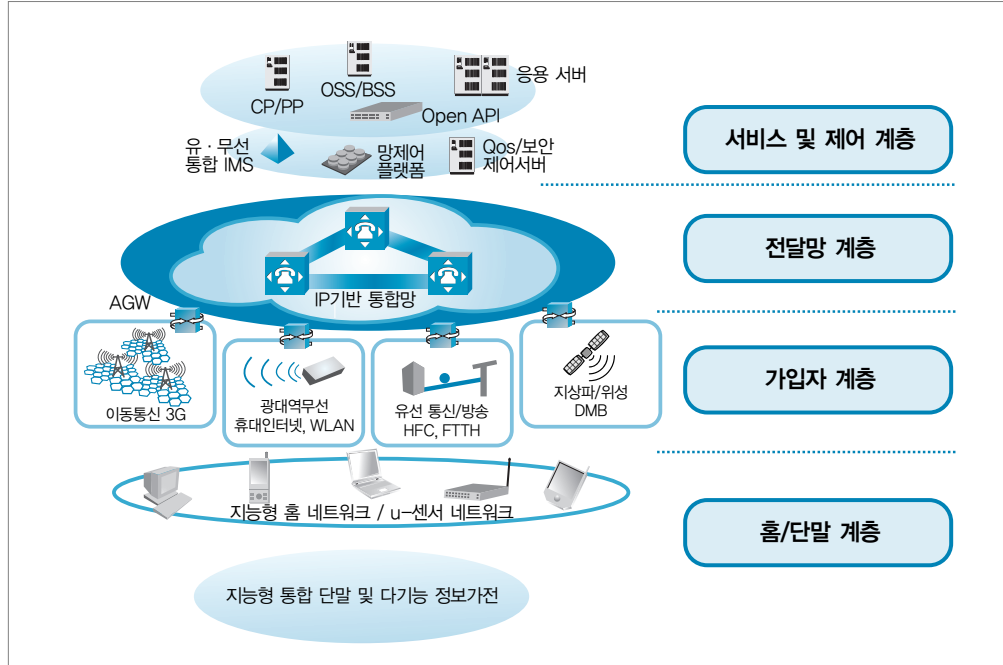 응용 서버
OSS/BSS
CP/PP
Open API
유·무선
통합 IMS
망제어
플랫폼
Qos/보안
제어서버
서비스 및 제어 계층
IP기반 통합망
전달망 계층
AGW
이동통신 3G
광대역무선
휴대인터넷, WLAN
유선 통신/방송
HFC, FTTH
지상파/위성
DMB
가입자 계층
지능형 홈 네트워크 / u-센서 네트워크
홈/단말 계층
지능형 통합 단말 및 다기능 정보가전